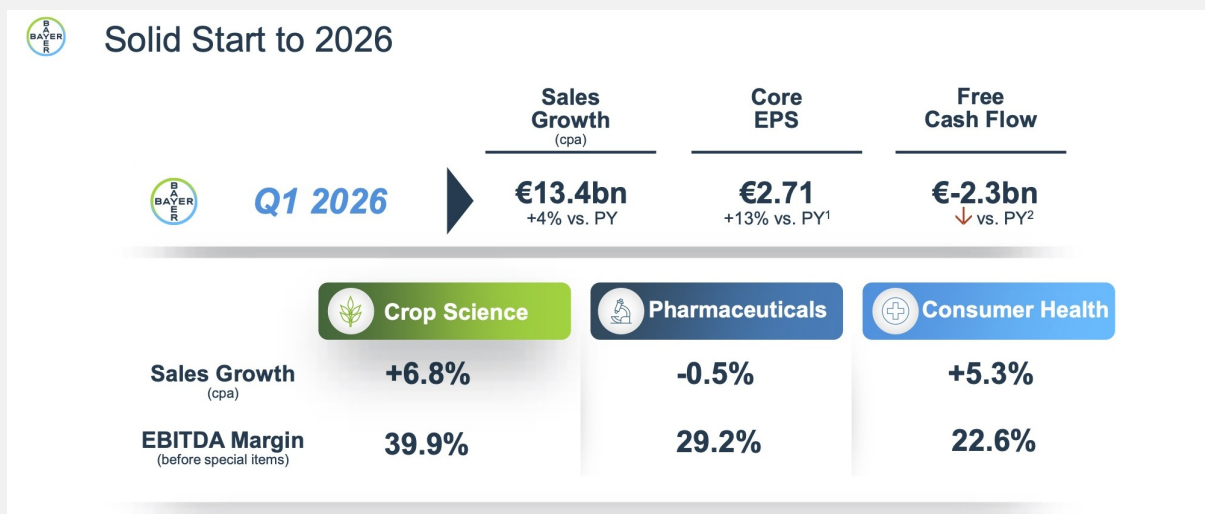 BAYER
BAYER
Solid Start to 2026
Sales
Growth
(cpa)
Core
EPS
Free
Cash Flow
BAYER
BAYER
Q1 2026
€13.4bn
+4% vs. PY
€2.71
+13% vs. PY¹
€-2.3bn
↓ vs. PY²
Crop Science
Pharmaceuticals
Consumer Health
Sales Growth
(cpa)
+6.8%
-0.5%
+5.3%
EBITDA Margin
(before special items)
39.9%
29.2%
22.6%